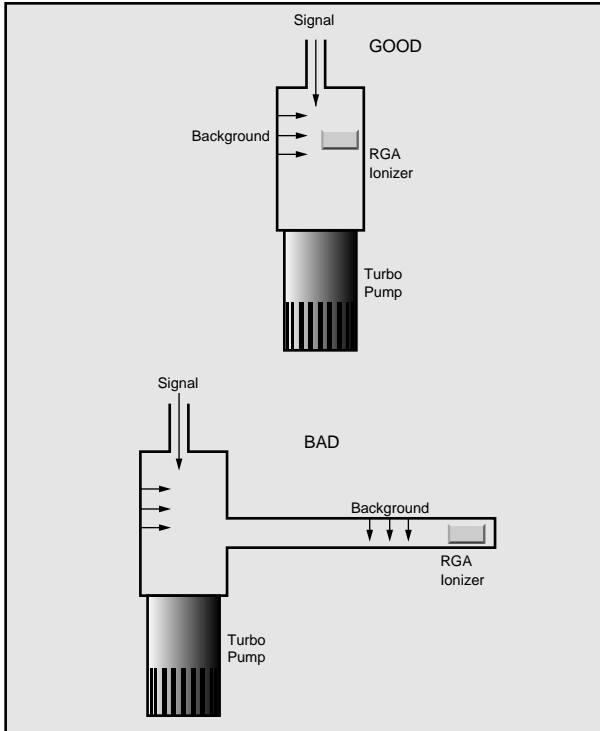 Signal
GOOD
Background
RGA
Ionizer
Turbo
Pump
Signal
BAD
Background
RGA
Ionizer
Turbo
Pump